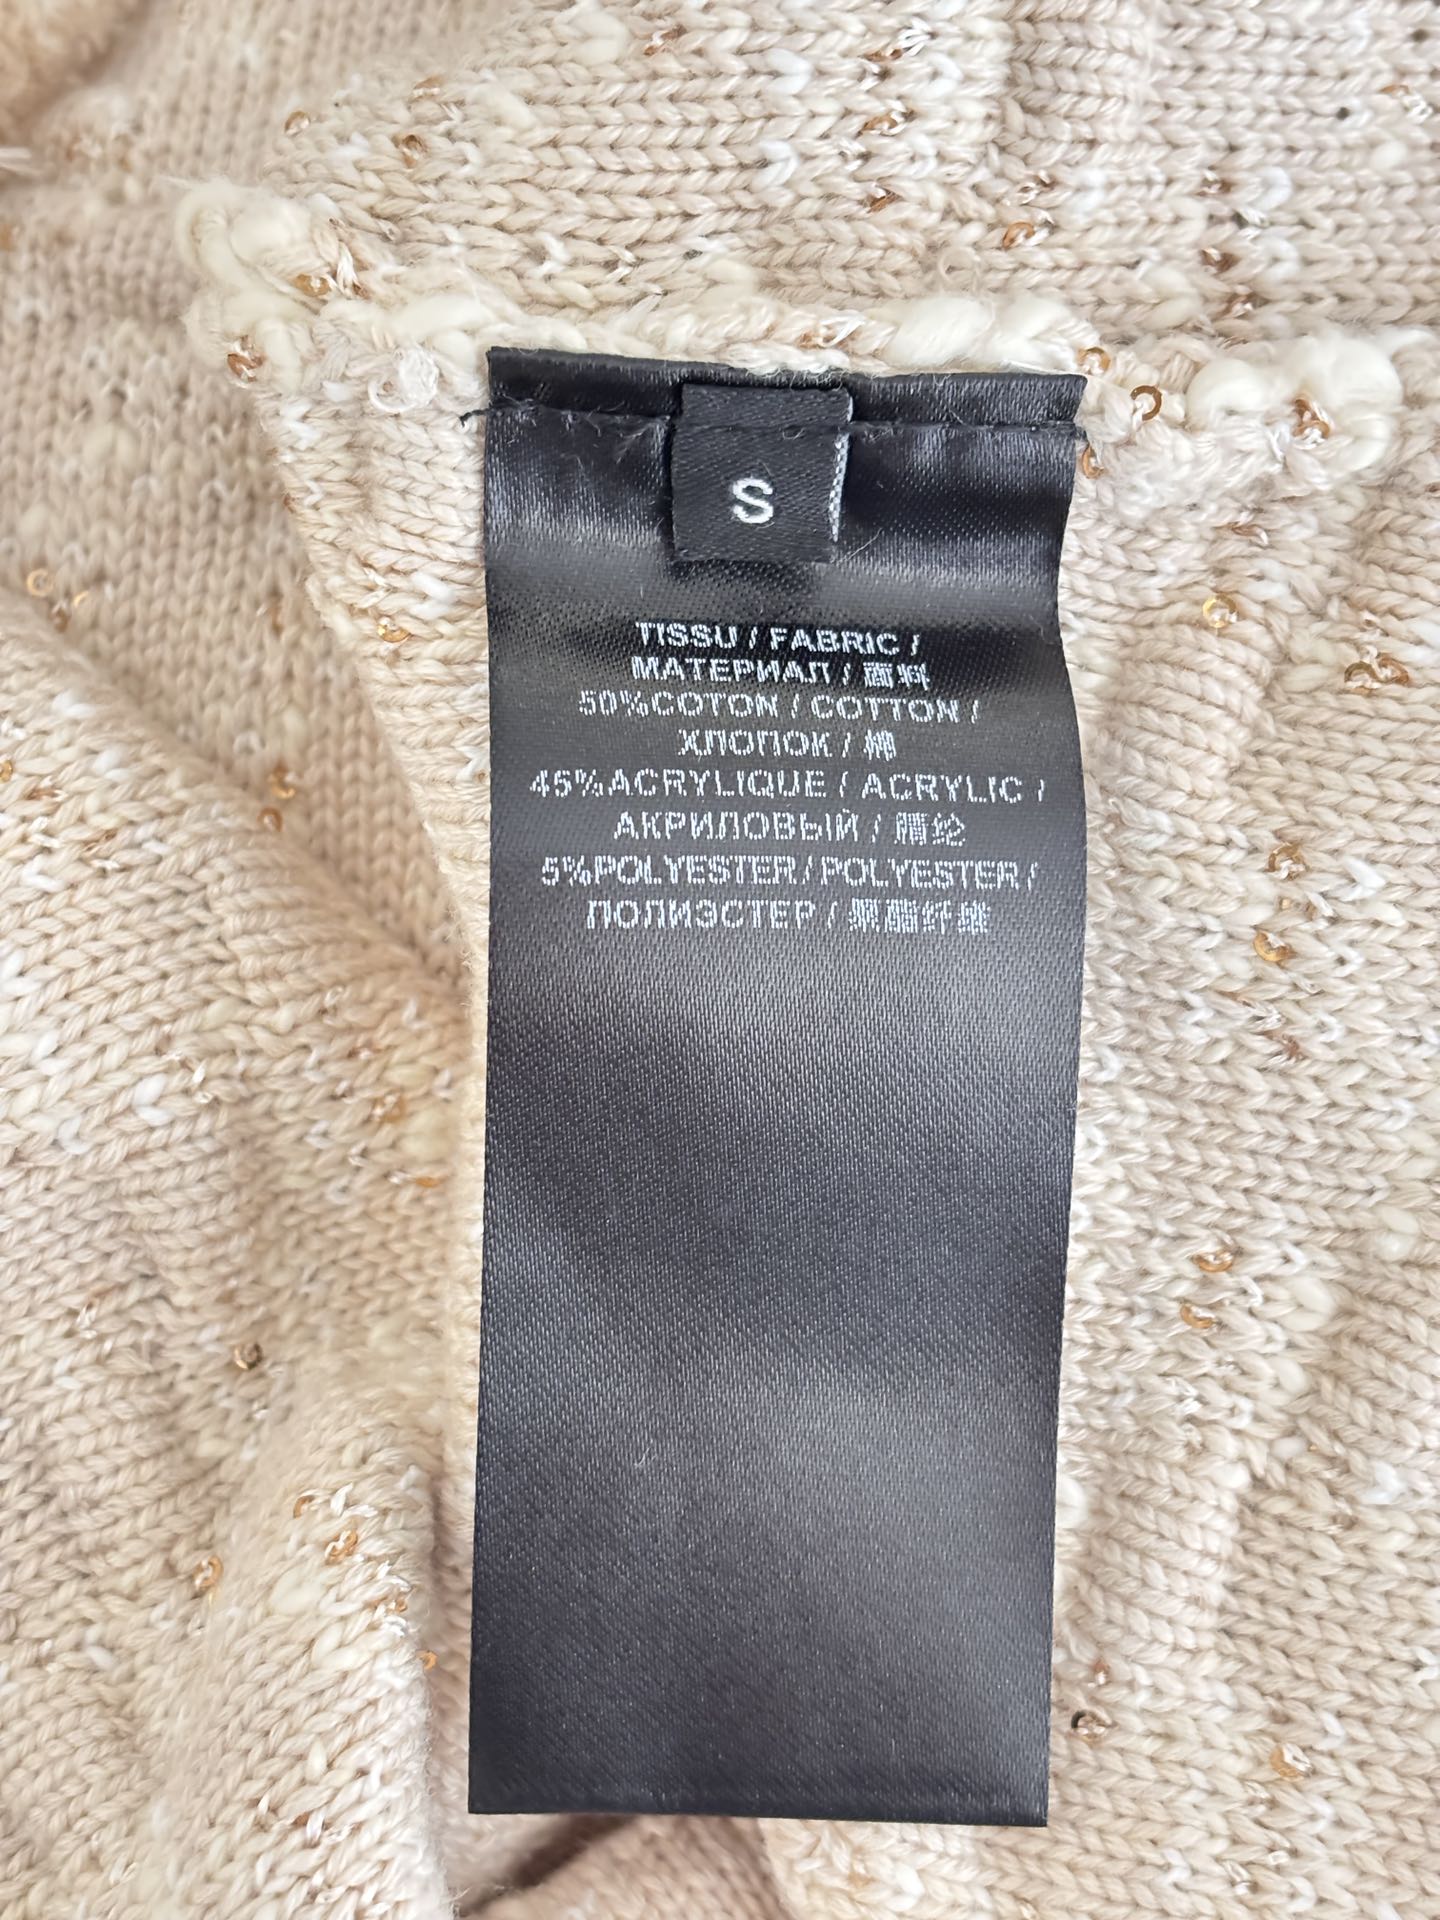 S
TISSU / FABRIC /
МАТЕРИАЛ / 面料
50%COTON / COTTON /
ХЛОПОК / 棉
45%ACRYLIQUE / ACRYLIC /
АКРИЛОВЫЙ / 腈纶
5%POLYESTER / POLYESTER /
ПОЛИЭСТЕР / 聚酯纤维